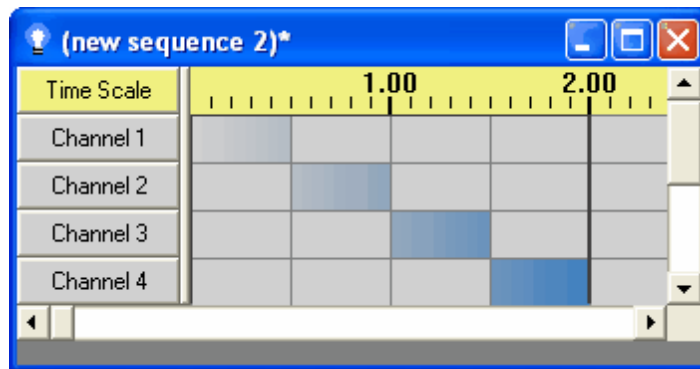 (new sequence 2)*
Time Scale 1.00 2.00
Channel 1
Channel 2
Channel 3
Channel 4